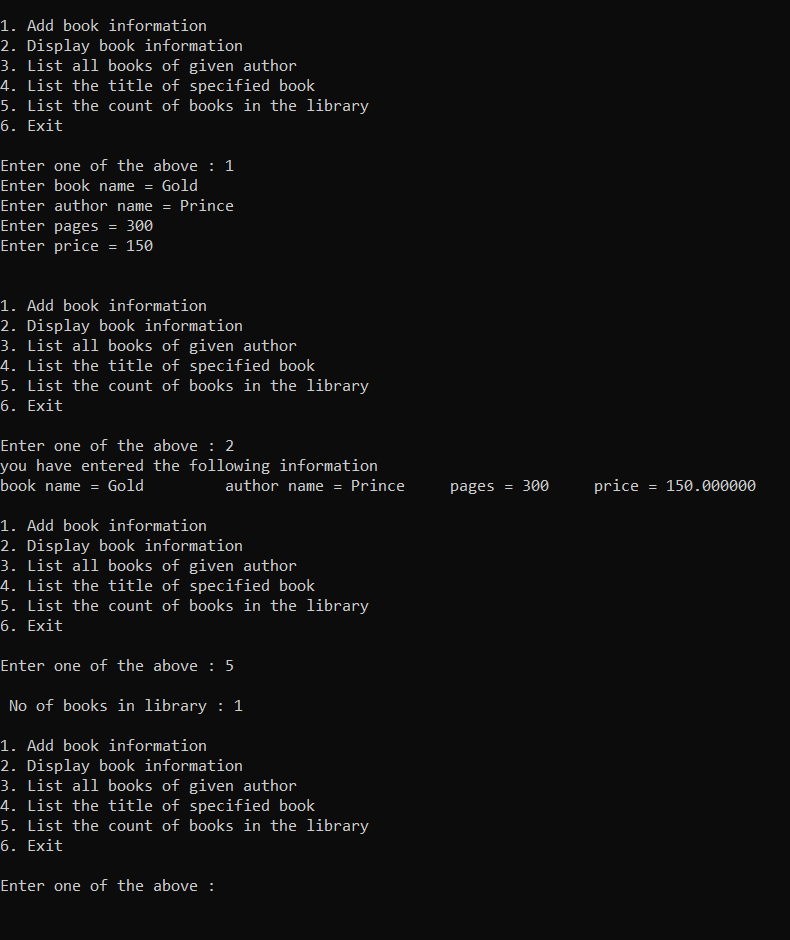 1. Add book information
2. Display book information
3. List all books of given author
4. List the title of specified book
5. List the count of books in the library
6. Exit
Enter one of the above : 1
Enter book name = Gold
Enter author name = Prince
Enter pages = 300
Enter price = 150
1. Add book information
2. Display book information
3. List all books of given author
4. List the title of specified book
5. List the count of books in the library
6. Exit
Enter one of the above : 2
you have entered the following information
book name = Gold         author name = Prince     pages = 300     price = 150.000000
1. Add book information
2. Display book information
3. List all books of given author
4. List the title of specified book
5. List the count of books in the library
6. Exit
Enter one of the above : 5
No of books in library : 1
1. Add book information
2. Display book information
3. List all books of given author
4. List the title of specified book
5. List the count of books in the library
6. Exit
Enter one of the above :